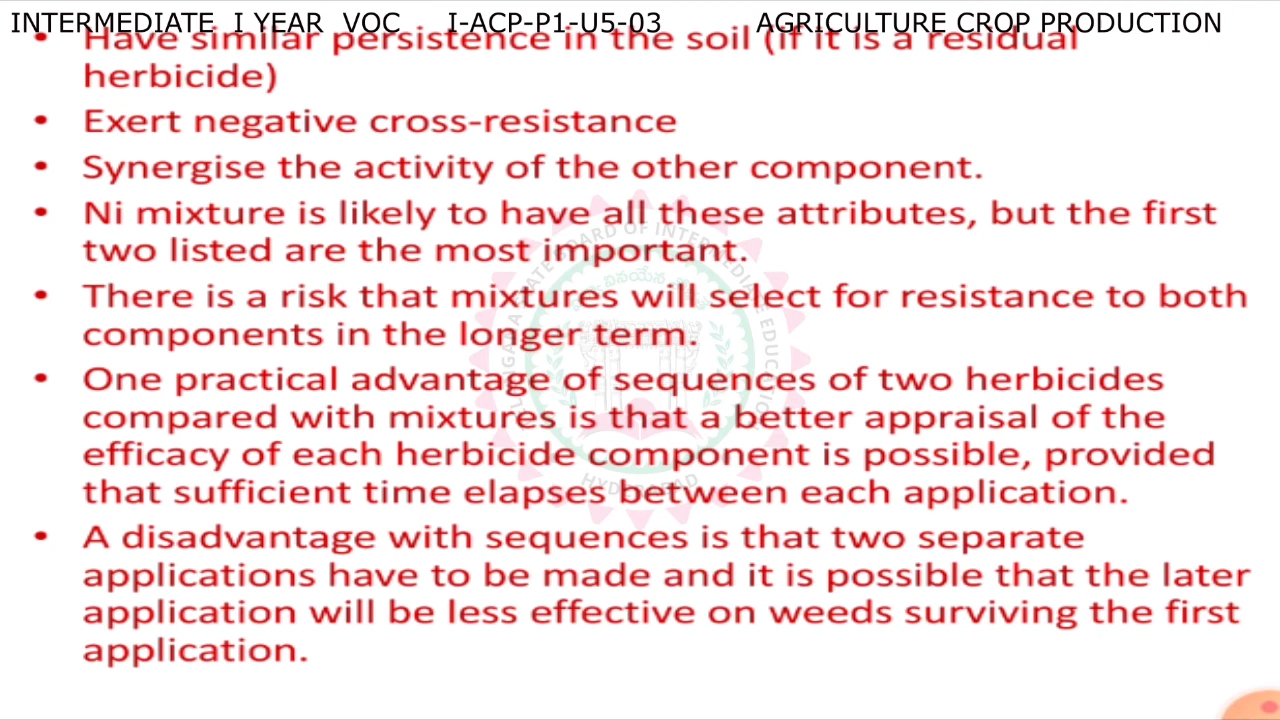 INTERMEDIATE I YEAR VOC I-ACP-P1-U5-03 AGRICULTURE CROP PRODUCTION
• Have similar persistence in the soil (if it is a residual
herbicide)
• Exert negative cross-resistance
• Synergise the activity of the other component.
• Ni mixture is likely to have all these attributes, but the first
two listed are the most important.
• There is a risk that mixtures will select for resistance to both
components in the longer term.
• One practical advantage of sequences of two herbicides
compared with mixtures is that a better appraisal of the
efficacy of each herbicide component is possible, provided
that sufficient time elapses between each application.
• A disadvantage with sequences is that two separate
applications have to be made and it is possible that the later
application will be less effective on weeds surviving the first
application.
HYDERABAD